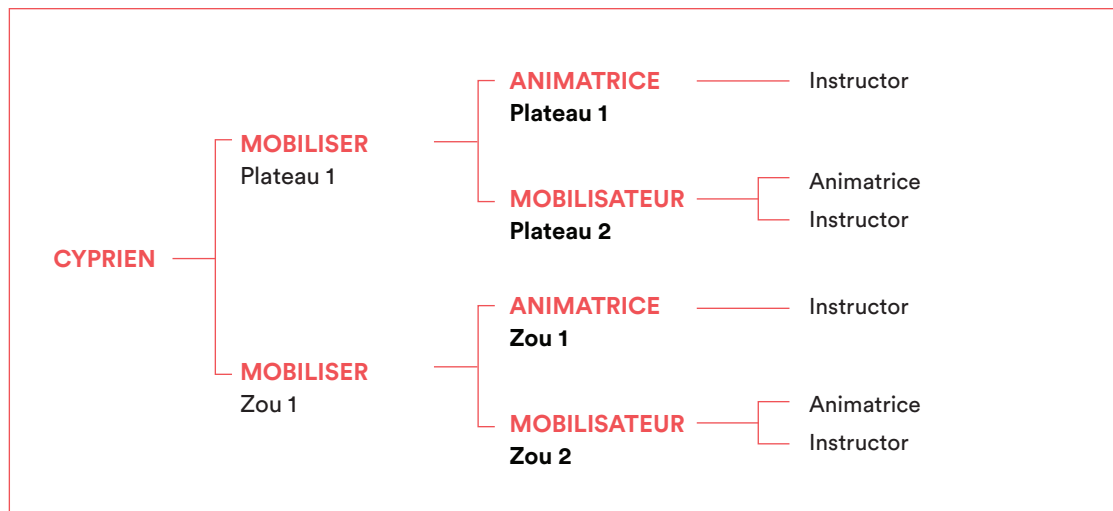 ANIMATRICE
Plateau 1
Instructor
MOBILISER
Plateau 1
MOBILISATEUR
Plateau 2
Animatrice
Instructor
CYPRIEN
ANIMATRICE
Zou 1
Instructor
MOBILISER
Zou 1
MOBILISATEUR
Zou 2
Animatrice
Instructor